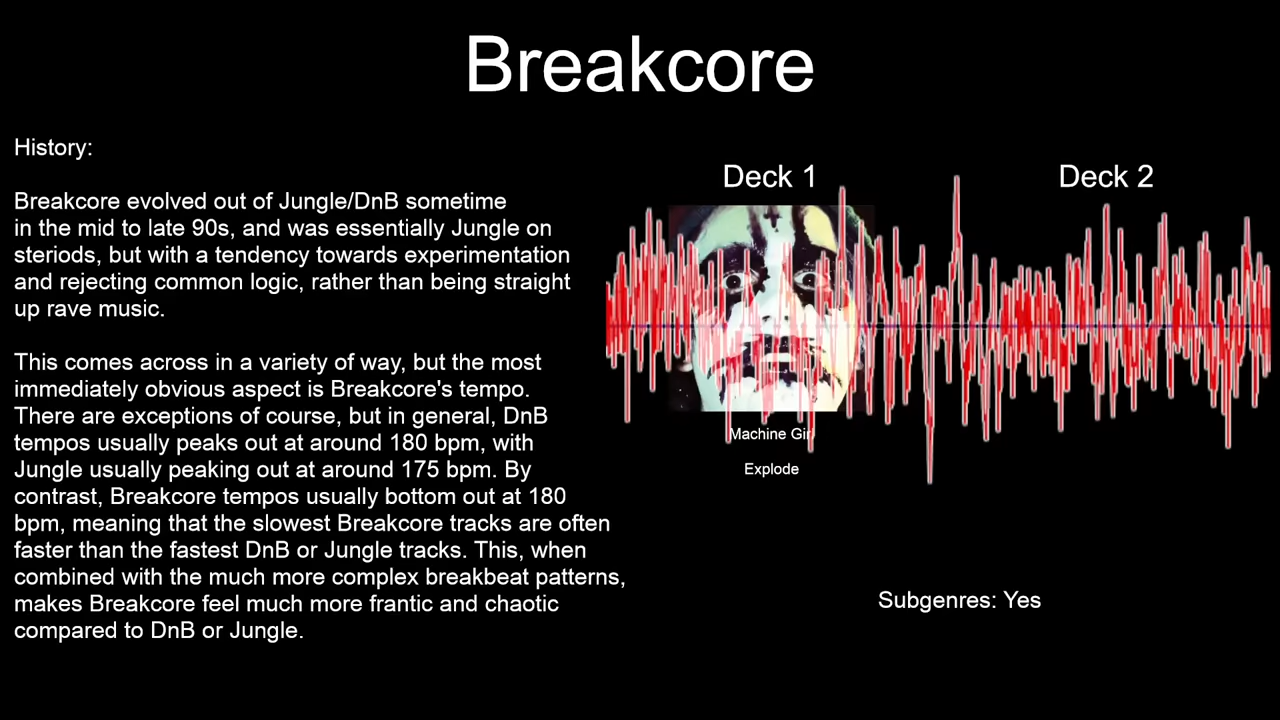 Breakcore
History:
Breakcore evolved out of Jungle/DnB sometime
in the mid to late 90s, and was essentially Jungle on
steriods, but with a tendency towards experimentation
and rejecting common logic, rather than being straight
up rave music.
This comes across in a variety of way, but the most
immediately obvious aspect is Breakcore's tempo.
There are exceptions of course, but in general, DnB
tempos usually peaks out at around 180 bpm, with
Jungle usually peaking out at around 175 bpm. By
contrast, Breakcore tempos usually bottom out at 180
bpm, meaning that the slowest Breakcore tracks are often
faster than the fastest DnB or Jungle tracks. This, when
combined with the much more complex breakbeat patterns,
makes Breakcore feel much more frantic and chaotic
compared to DnB or Jungle.
Deck 1
Deck 2
Machine Girl
Explode
Subgenres: Yes